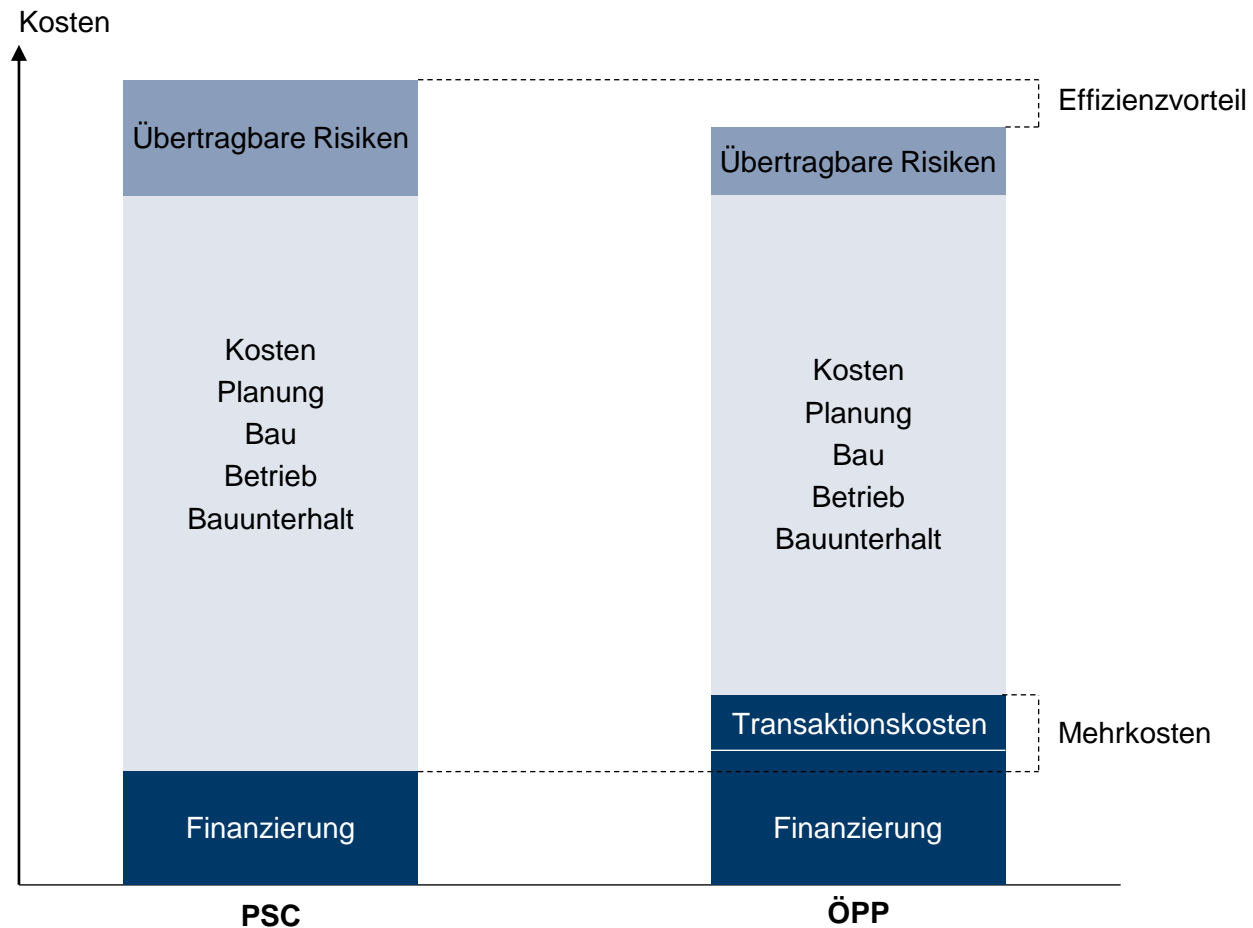 Kosten
Übertragbare Risiken
Kosten
Planung
Bau
Betrieb
Bauunterhalt
Finanzierung
PSC
Übertragbare Risiken
Kosten
Planung
Bau
Betrieb
Bauunterhalt
Transaktionskosten
Finanzierung
ÖPP
Effizienzvorteil
Mehrkosten